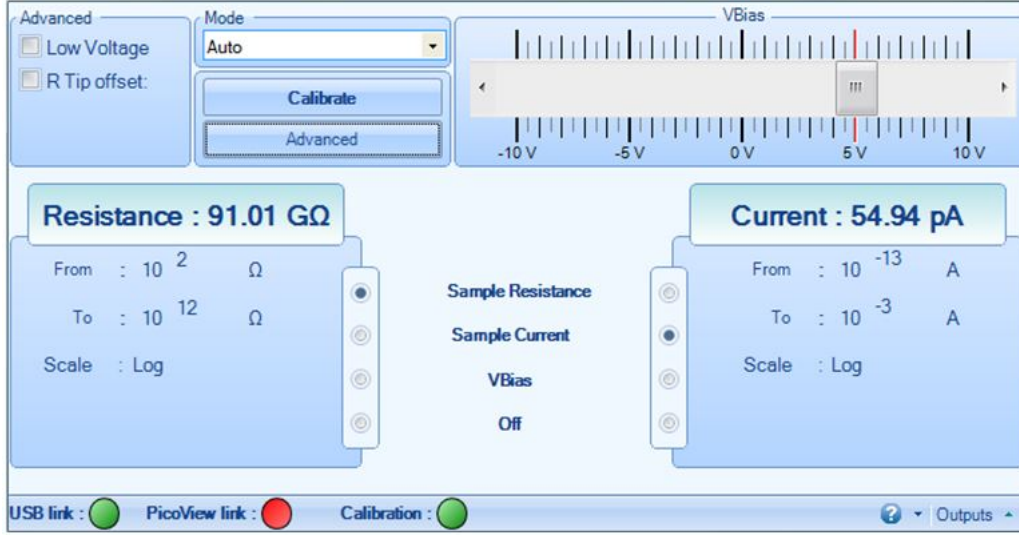 Advanced
Low Voltage
R Tip offset:
Mode
Auto
Calibrate
Advanced
VBias
-10 V -5 V 0 V 5 V 10 V
Resistance : 91.01 GΩ
From : 10 2 Ω
To : 10 12 Ω
Scale : Log
Sample Resistance
Sample Current
VBias
Off
Current : 54.94 pA
From : 10 -13 A
To : 10 -3 A
Scale : Log
USB link : PicoView link : Calibration : ? Outputs